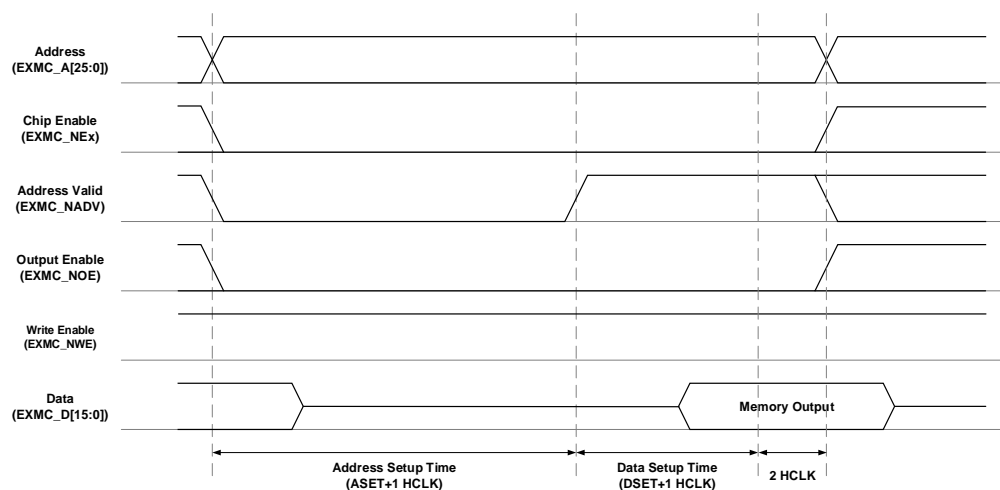 Address
(EXMC_A[25:0])
Chip Enable
(EXMC_NEx)
Address Valid
(EXMC_NADV)
Output Enable
(EXMC_NOE)
Write Enable
(EXMC_NWE)
Data
(EXMC_D[15:0])
Memory Output
Address Setup Time
(ASET+1 HCLK)
Data Setup Time
(DSET+1 HCLK)
2 HCLK